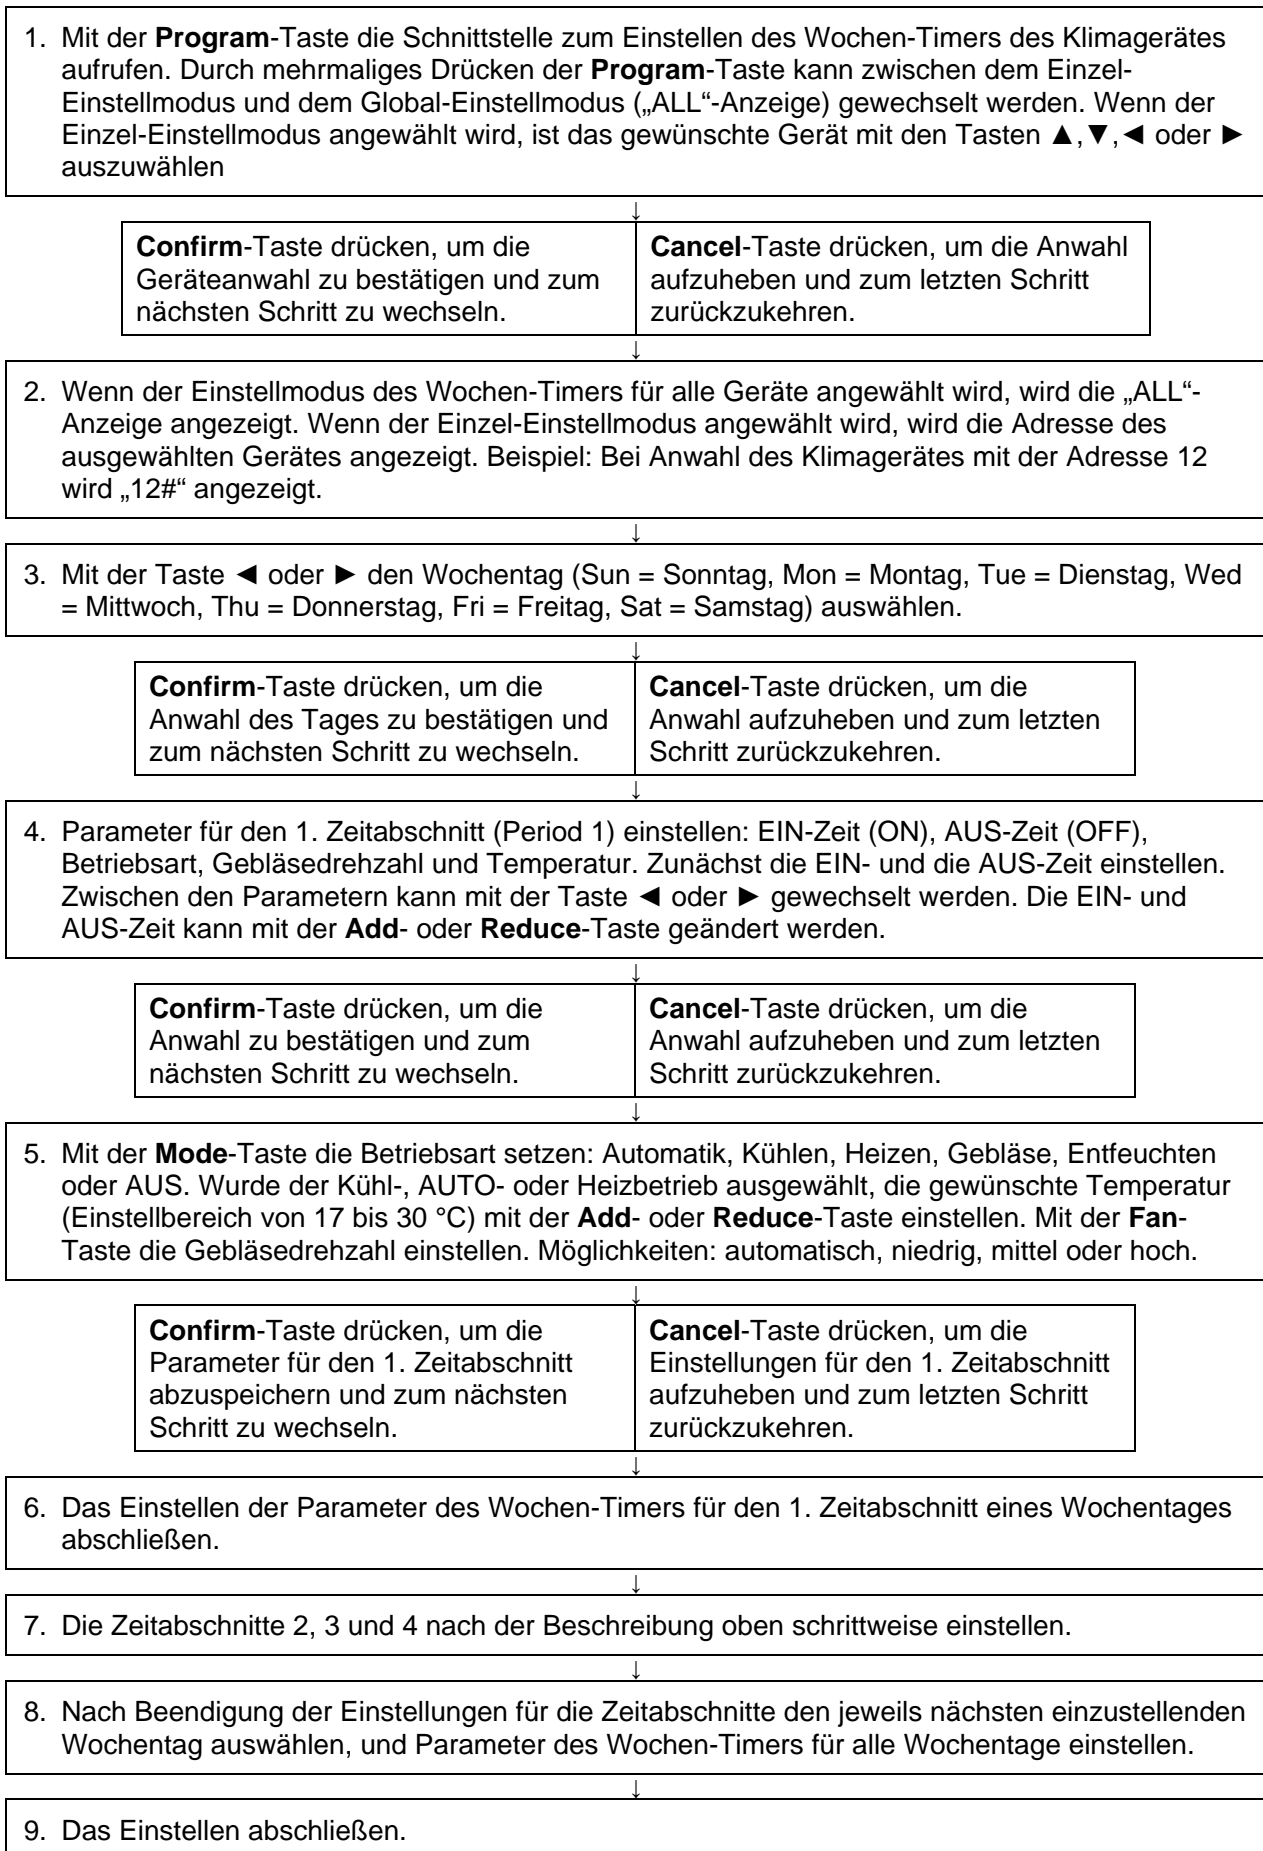 1. Mit der Program-Taste die Schnittstelle zum Einstellen des Wochen-Timers des Klimagerätes
aufrufen. Durch mehrmaliges Drücken der Program-Taste kann zwischen dem Einzel-
Einstellmodus und dem Global-Einstellmodus („ALL“-Anzeige) gewechselt werden. Wenn der
Einzel-Einstellmodus angewählt wird, ist das gewünschte Gerät mit den Tasten ▲,▼,◄ oder ►
auszuwählen
↓
Confirm-Taste drücken, um die
Geräteanwahl zu bestätigen und zum
nächsten Schritt zu wechseln.
Cancel-Taste drücken, um die Anwahl
aufzuheben und zum letzten Schritt
zurückzukehren.
↓
2. Wenn der Einstellmodus des Wochen-Timers für alle Geräte angewählt wird, wird die „ALL“-
Anzeige angezeigt. Wenn der Einzel-Einstellmodus angewählt wird, wird die Adresse des
ausgewählten Gerätes angezeigt. Beispiel: Bei Anwahl des Klimagerätes mit der Adresse 12
wird „12#“ angezeigt.
↓
3. Mit der Taste ◄ oder ► den Wochentag (Sun = Sonntag, Mon = Montag, Tue = Dienstag, Wed
= Mittwoch, Thu = Donnerstag, Fri = Freitag, Sat = Samstag) auswählen.
↓
Confirm-Taste drücken, um die
Anwahl des Tages zu bestätigen und
zum nächsten Schritt zu wechseln.
Cancel-Taste drücken, um die
Anwahl aufzuheben und zum letzten
Schritt zurückzukehren.
↓
4. Parameter für den 1. Zeitabschnitt (Period 1) einstellen: EIN-Zeit (ON), AUS-Zeit (OFF),
Betriebsart, Gebläsedrehzahl und Temperatur. Zunächst die EIN- und die AUS-Zeit einstellen.
Zwischen den Parametern kann mit der Taste ◄ oder ► gewechselt werden. Die EIN- und
AUS-Zeit kann mit der Add- oder Reduce-Taste geändert werden.
↓
Confirm-Taste drücken, um die
Anwahl zu bestätigen und zum
nächsten Schritt zu wechseln.
Cancel-Taste drücken, um die
Anwahl aufzuheben und zum letzten
Schritt zurückzukehren.
↓
5. Mit der Mode-Taste die Betriebsart setzen: Automatik, Kühlen, Heizen, Gebläse, Entfeuchten
oder AUS. Wurde der Kühl-, AUTO- oder Heizbetrieb ausgewählt, die gewünschte Temperatur
(Einstellbereich von 17 bis 30 °C) mit der Add- oder Reduce-Taste einstellen. Mit der Fan-
Taste die Gebläsedrehzahl einstellen. Möglichkeiten: automatisch, niedrig, mittel oder hoch.
↓
Confirm-Taste drücken, um die
Parameter für den 1. Zeitabschnitt
abzuspeichern und zum nächsten
Schritt zu wechseln.
Cancel-Taste drücken, um die
Einstellungen für den 1. Zeitabschnitt
aufzuheben und zum letzten Schritt
zurückzukehren.
↓
6. Das Einstellen der Parameter des Wochen-Timers für den 1. Zeitabschnitt eines Wochentages
abschließen.
↓
7. Die Zeitabschnitte 2, 3 und 4 nach der Beschreibung oben schrittweise einstellen.
↓
8. Nach Beendigung der Einstellungen für die Zeitabschnitte den jeweils nächsten einzustellenden
Wochentag auswählen, und Parameter des Wochen-Timers für alle Wochentage einstellen.
↓
9. Das Einstellen abschließen.